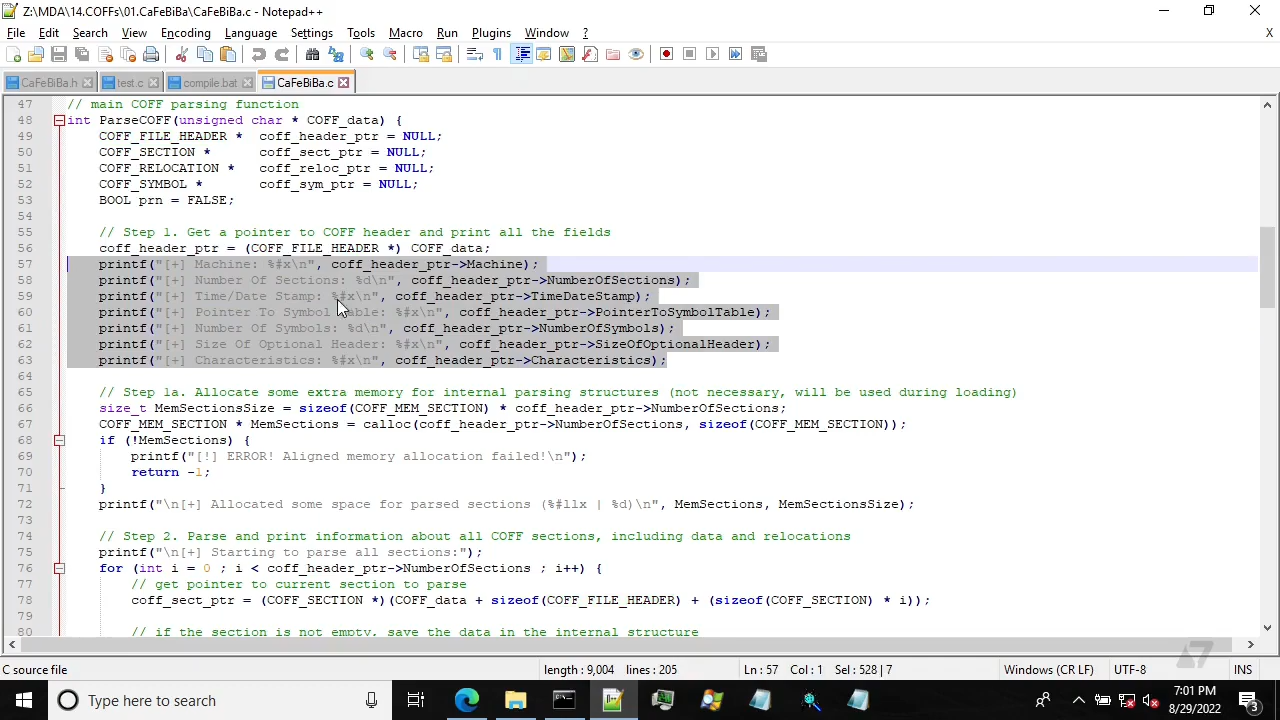 Z:\MDA\14.COFFs\01.CaFeBiBa\CaFeBiBa.c - Notepad++
File Edit Search View Encoding Language Settings Tools Macro Run Plugins Window ? X
CaFeBiBa.h test.c compile.bat CaFeBiBa.c
47 // main COFF parsing function
48 int ParseCOFF(unsigned char * COFF_data) {
49 COFF_FILE_HEADER * coff_header_ptr = NULL;
50 COFF_SECTION * coff_sect_ptr = NULL;
51 COFF_RELOCATION * coff_reloc_ptr = NULL;
52 COFF_SYMBOL * coff_sym_ptr = NULL;
53 BOOL prn = FALSE;
54
55 // Step 1. Get a pointer to COFF header and print all the fields
56 coff_header_ptr = (COFF_FILE_HEADER *) COFF_data;
57 printf("[+] Machine: %#x\n", coff_header_ptr->Machine);
58 printf("[+] Number Of Sections: %d\n", coff_header_ptr->NumberOfSections);
59 printf("[+] Time/Date Stamp: %#x\n", coff_header_ptr->TimeDateStamp);
60 printf("[+] Pointer To Symbol Table: %#x\n", coff_header_ptr->PointerToSymbolTable);
61 printf("[+] Number Of Symbols: %d\n", coff_header_ptr->NumberOfSymbols);
62 printf("[+] Size Of Optional Header: %#x\n", coff_header_ptr->SizeOfOptionalHeader);
63 printf("[+] Characteristics: %#x\n", coff_header_ptr->Characteristics);
64
65 // Step 1a. Allocate some extra memory for internal parsing structures (not necessary, will be used during loading)
66 size_t MemSectionsSize = sizeof(COFF_MEM_SECTION) * coff_header_ptr->NumberOfSections;
67 COFF_MEM_SECTION * MemSections = calloc(coff_header_ptr->NumberOfSections, sizeof(COFF_MEM_SECTION));
68 if (!MemSections) {
69 printf("[!] ERROR! Aligned memory allocation failed!\n");
70 return -1;
71 }
72 printf("\n[+] Allocated some space for parsed sections (%#llx | %d)\n", MemSections, MemSectionsSize);
73
74 // Step 2. Parse and print information about all COFF sections, including data and relocations
75 printf("\n[+] Starting to parse all sections:");
76 for (int i = 0 ; i < coff_header_ptr->NumberOfSections ; i++) {
77 // get pointer to current section to parse
78 coff_sect_ptr = (COFF_SECTION *)(COFF_data + sizeof(COFF_FILE_HEADER) + (sizeof(COFF_SECTION) * i));
79
80 // if the section is not empty, save the data in the internal structure
C source file length : 9,004 lines : 205 Ln : 57 Col : 1 Sel : 528 | 7 Windows (CR LF) UTF-8 INS
Type here to search
7:01 PM
8/29/2022
3